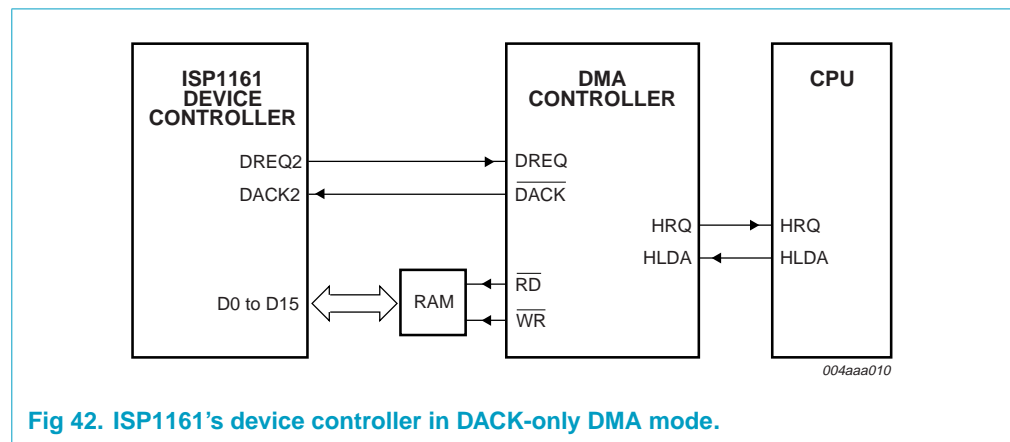 ISP1161
DEVICE
CONTROLLER
DMA
CONTROLLER
CPU
DREQ2
DREQ
DACK2
DACK
HRQ
HRQ
HLDA
HLDA
D0 to D15
RAM
RD
WR
004aaa010
Fig 42. ISP1161's device controller in DACK-only DMA mode.